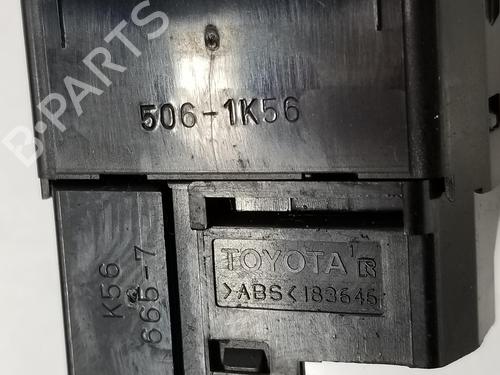 B-PARTS
506-1K56
K56
665-7
TOYOTA R
>ABS< 183645